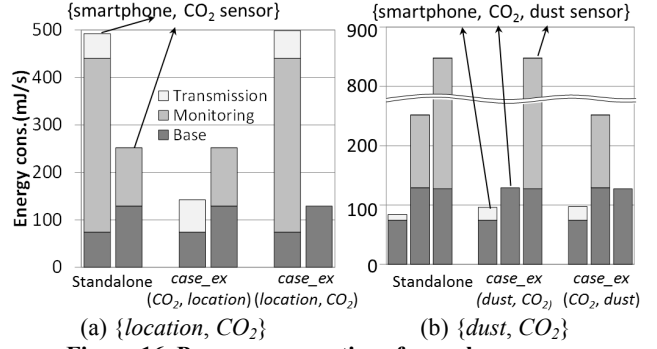 {smartphone, CO2 sensor}
{smartphone, CO2, dust sensor}
Energy cons.(mJ/s)
500
400
300
200
100
0
Transmission
Monitoring
Base
Standalone
case_ex
(CO2, location)
case_ex
(location, CO2)
(a) {location, CO2}
900
800
200
100
0
Standalone
case_ex
(dust, CO2)
case_ex
(CO2, dust)
(b) {dust, CO2}